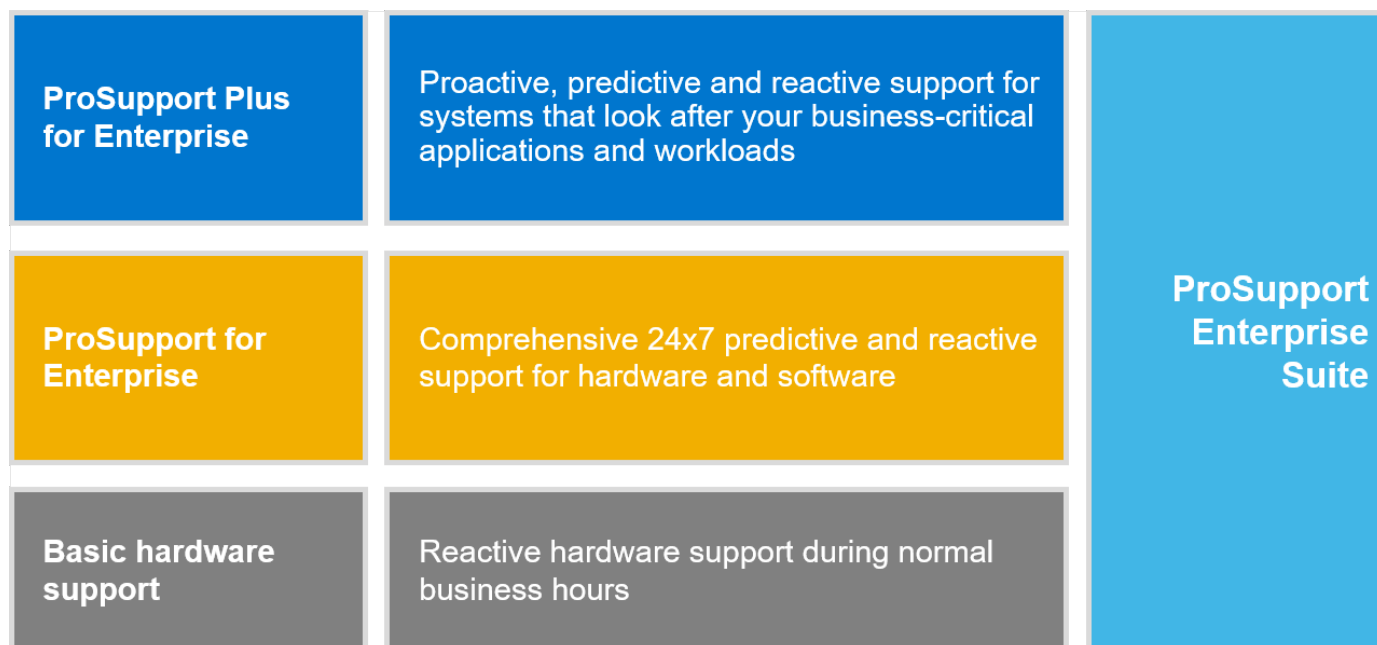 ProSupport Plus
for Enterprise
Proactive, predictive and reactive support for
systems that look after your business-critical
applications and workloads
ProSupport for
Enterprise
Comprehensive 24x7 predictive and reactive
support for hardware and software
Basic hardware
support
Reactive hardware support during normal
business hours
ProSupport
Enterprise
Suite